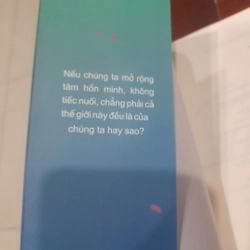 Nếu chúng ta mở rộng
tâm hồn mình, không
tiếc nuối, chẳng phải cả
thế giới này đều là của
chúng ta hay sao?